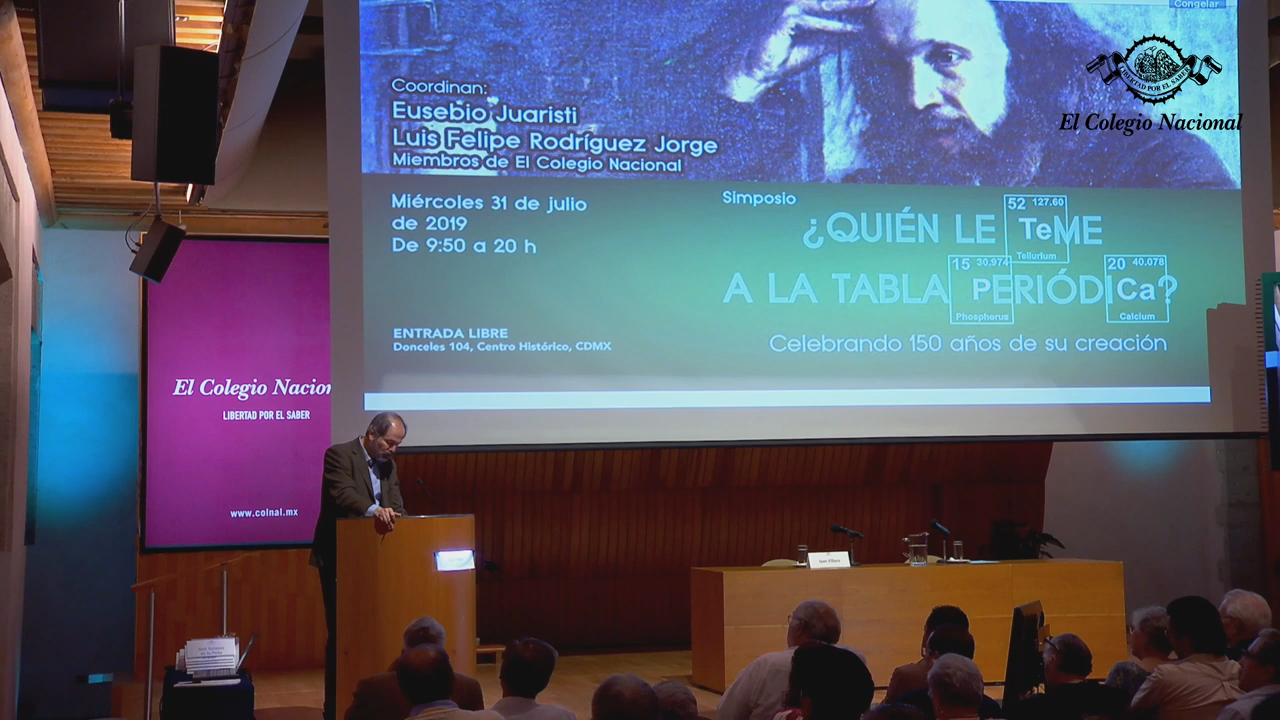 Congelar
LIBERTAD POR EL SABER
El Colegio Nacional
Coordinan:
Eusebio Juaristi
Luis Felipe Rodríguez Jorge
Miembros de El Colegio Nacional
Miércoles 31 de julio
de 2019
De 9:50 a 20 h
ENTRADA LIBRE
Donceles 104, Centro Histórico, CDMX
Simposio
52 127.60
¿QUIÉN LE TeME
Tellurium
15 30,974 20 40.078
A LA TABLA PERIÓDICa?
Phosphorus Calcium
Celebrando 150 años de su creación
El Colegio Nacion
LIBERTAD POR EL SABER
www.colnal.mx